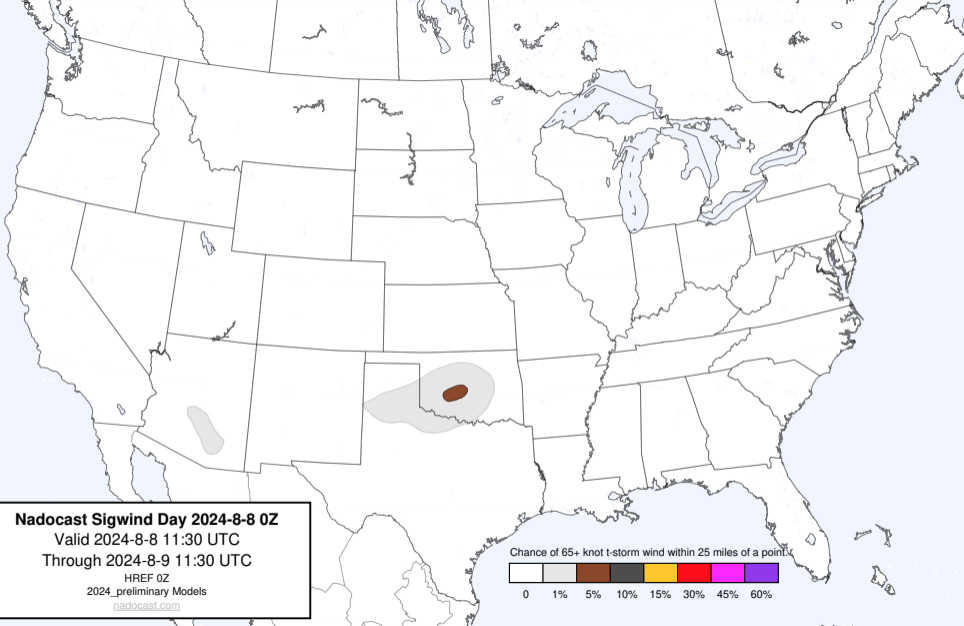 Nadocast Sigwind Day 2024-8-8 0Z
Valid 2024-8-8 11:30 UTC
Through 2024-8-9 11:30 UTC
HREF 0Z
2024_preliminary Models
nadocast.com
Chance of 65+ knot t-storm wind within 25 miles of a point.
0 1% 5% 10% 15% 30% 45% 60%